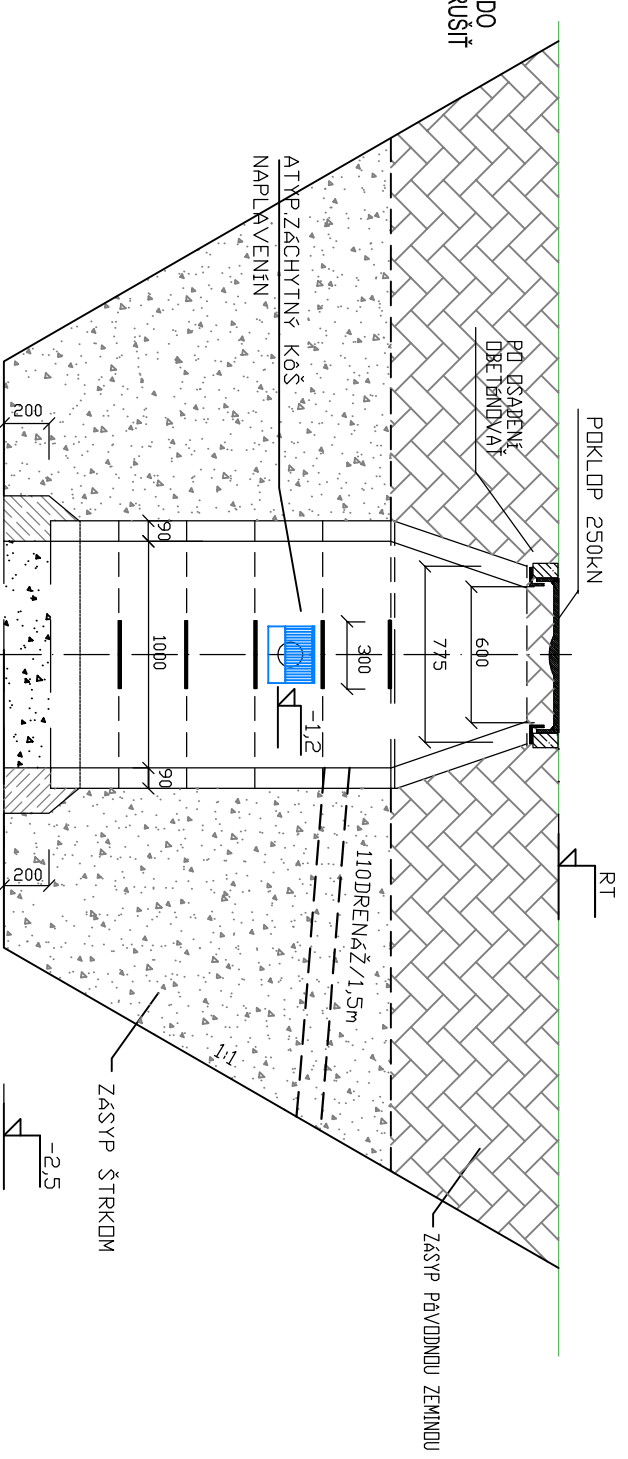 DO
RUŠIŤ
POKLOP 250kN
RT
PO OSADENÍ
OBETÓNOVAŤ
600
775
300
ATYP.ZÁCHYTNÝ KÔŠ
NAPLAVENÍN
-1,2
110DRENÁŽ/1,5m
90
1000
90
200
200
1:1
ZÁSYP PÔVODNOU ZEMINOU
ZÁSYP ŠTRKOM
-2,5